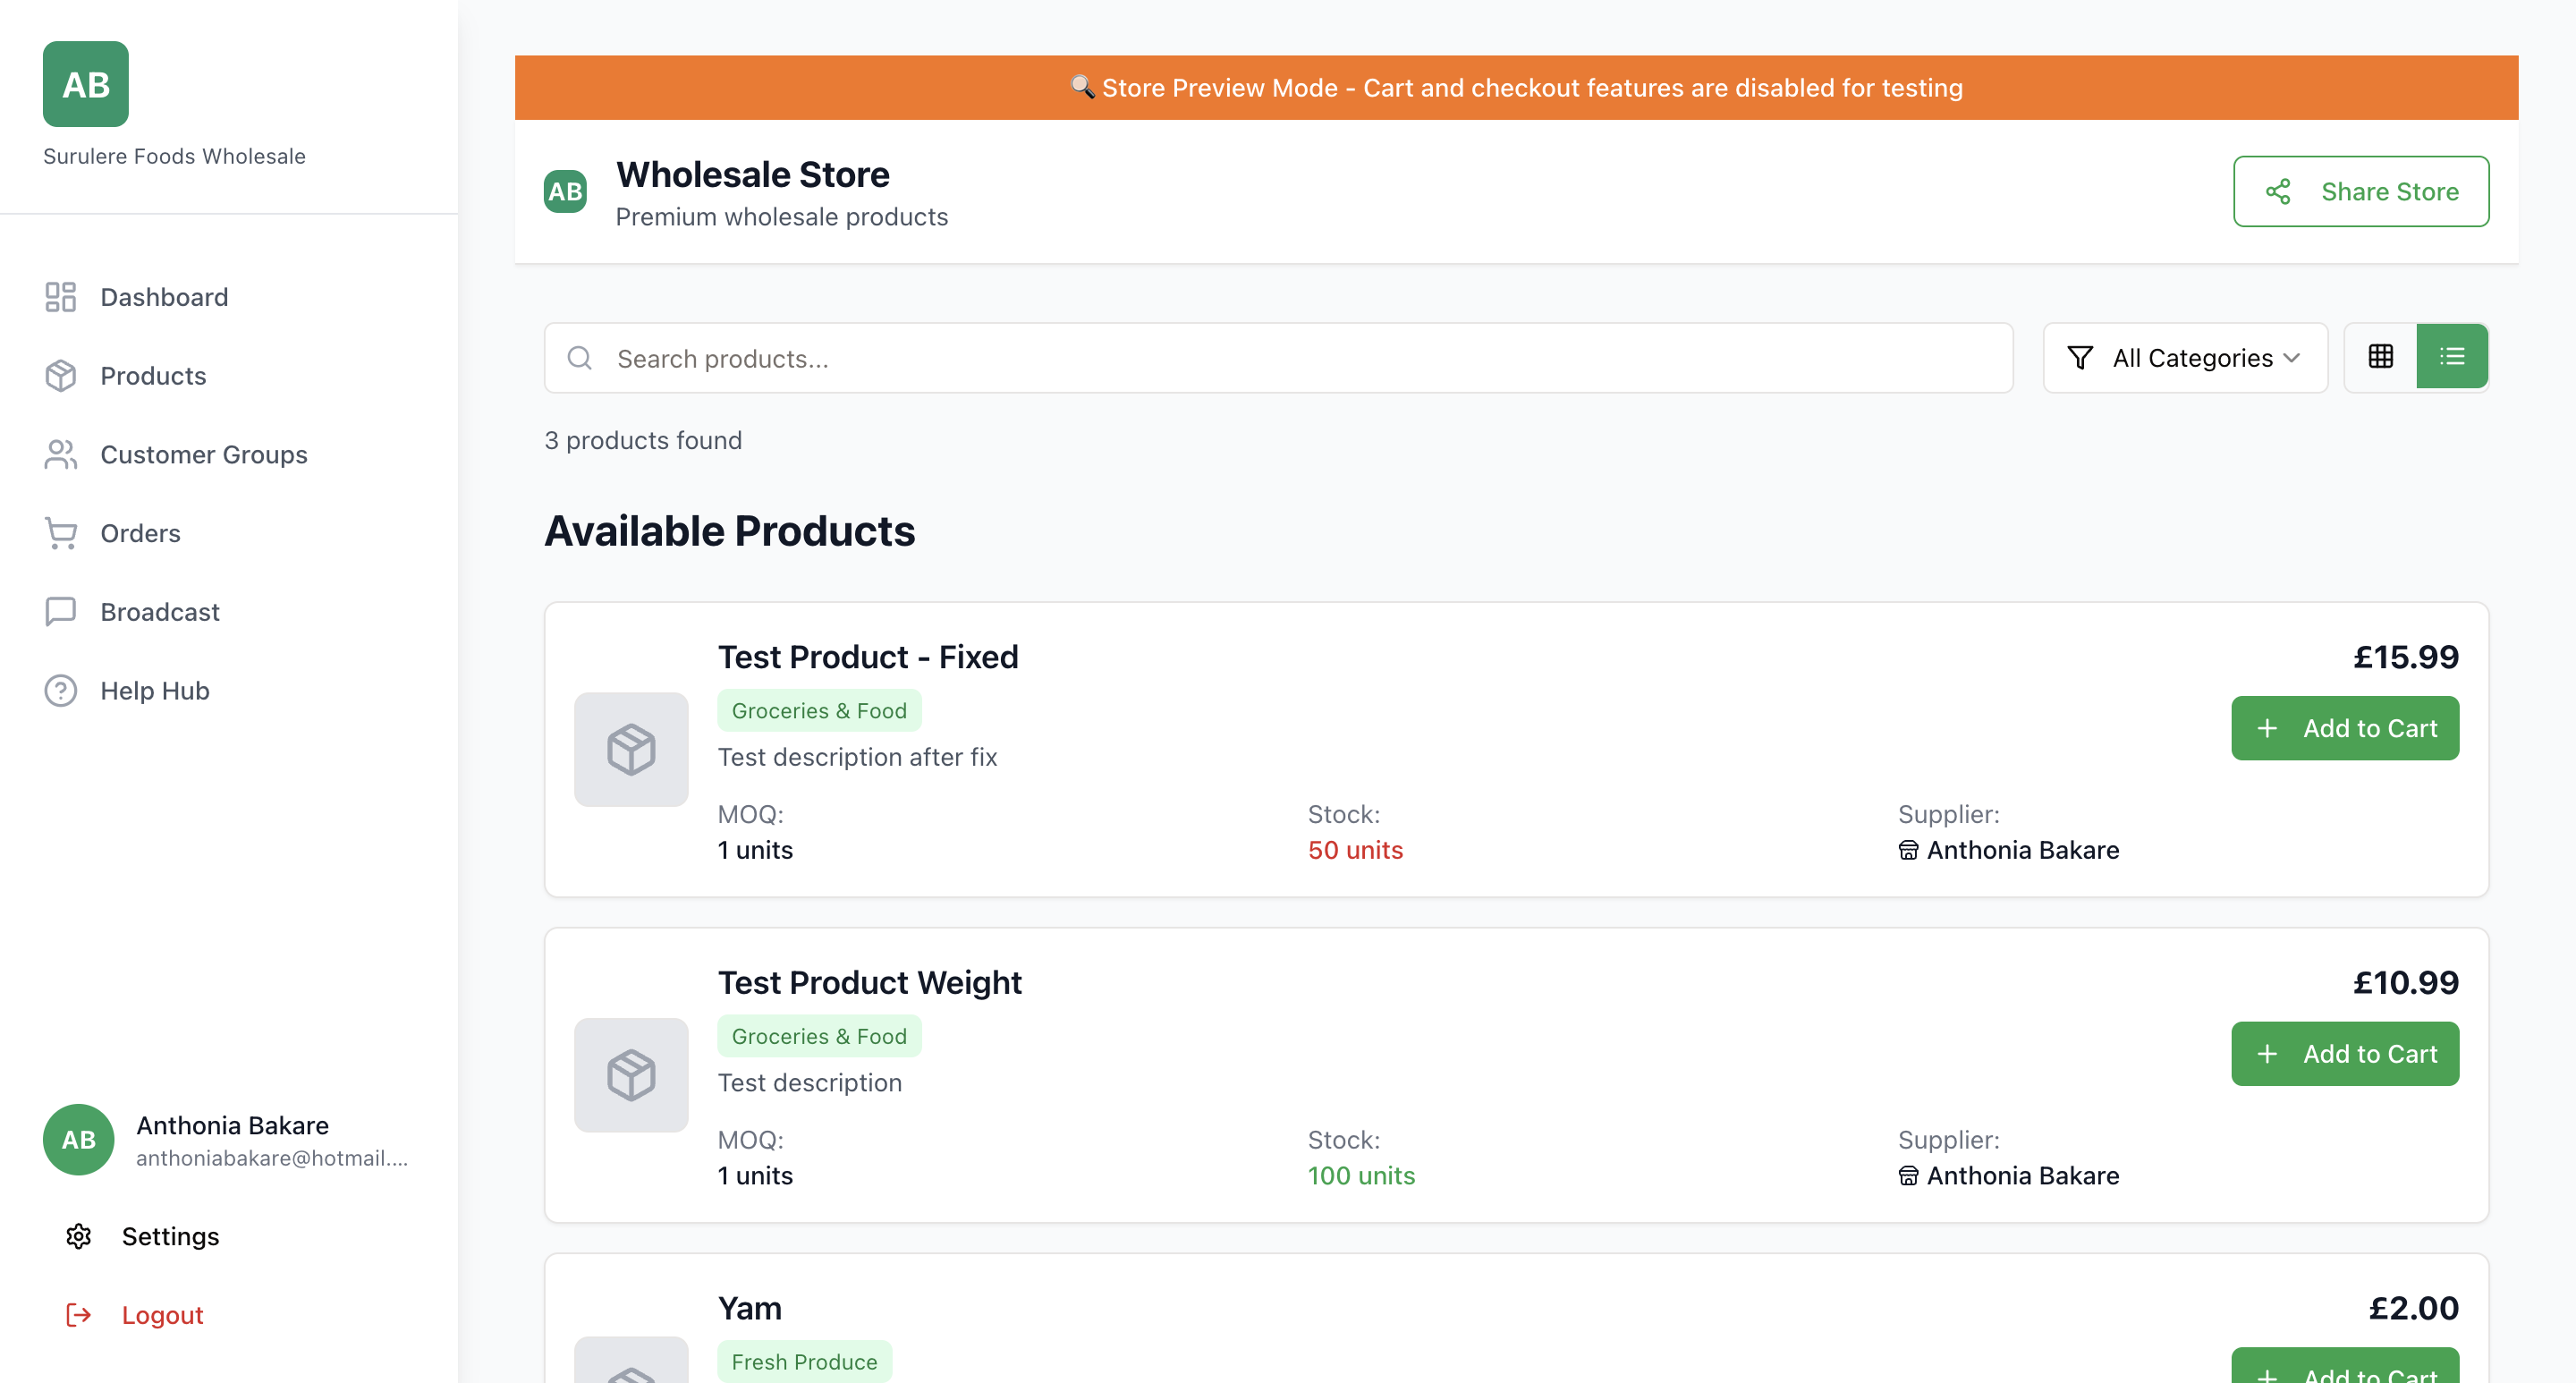 AB
Surulere Foods Wholesale
Dashboard
Products
Customer Groups
Orders
Broadcast
Help Hub
AB
Anthonia Bakare
anthoniabakare@hotmail....
Settings
Logout
🔍 Store Preview Mode - Cart and checkout features are disabled for testing
AB
Wholesale Store
Premium wholesale products
Share Store
Search products...
All Categories
3 products found
Available Products
Test Product - Fixed
£15.99
Groceries & Food
Add to Cart
Test description after fix
MOQ:
1 units
Stock:
50 units
Supplier:
Anthonia Bakare
Test Product Weight
£10.99
Groceries & Food
Add to Cart
Test description
MOQ:
1 units
Stock:
100 units
Supplier:
Anthonia Bakare
Yam
£2.00
Fresh Produce
Add to Cart